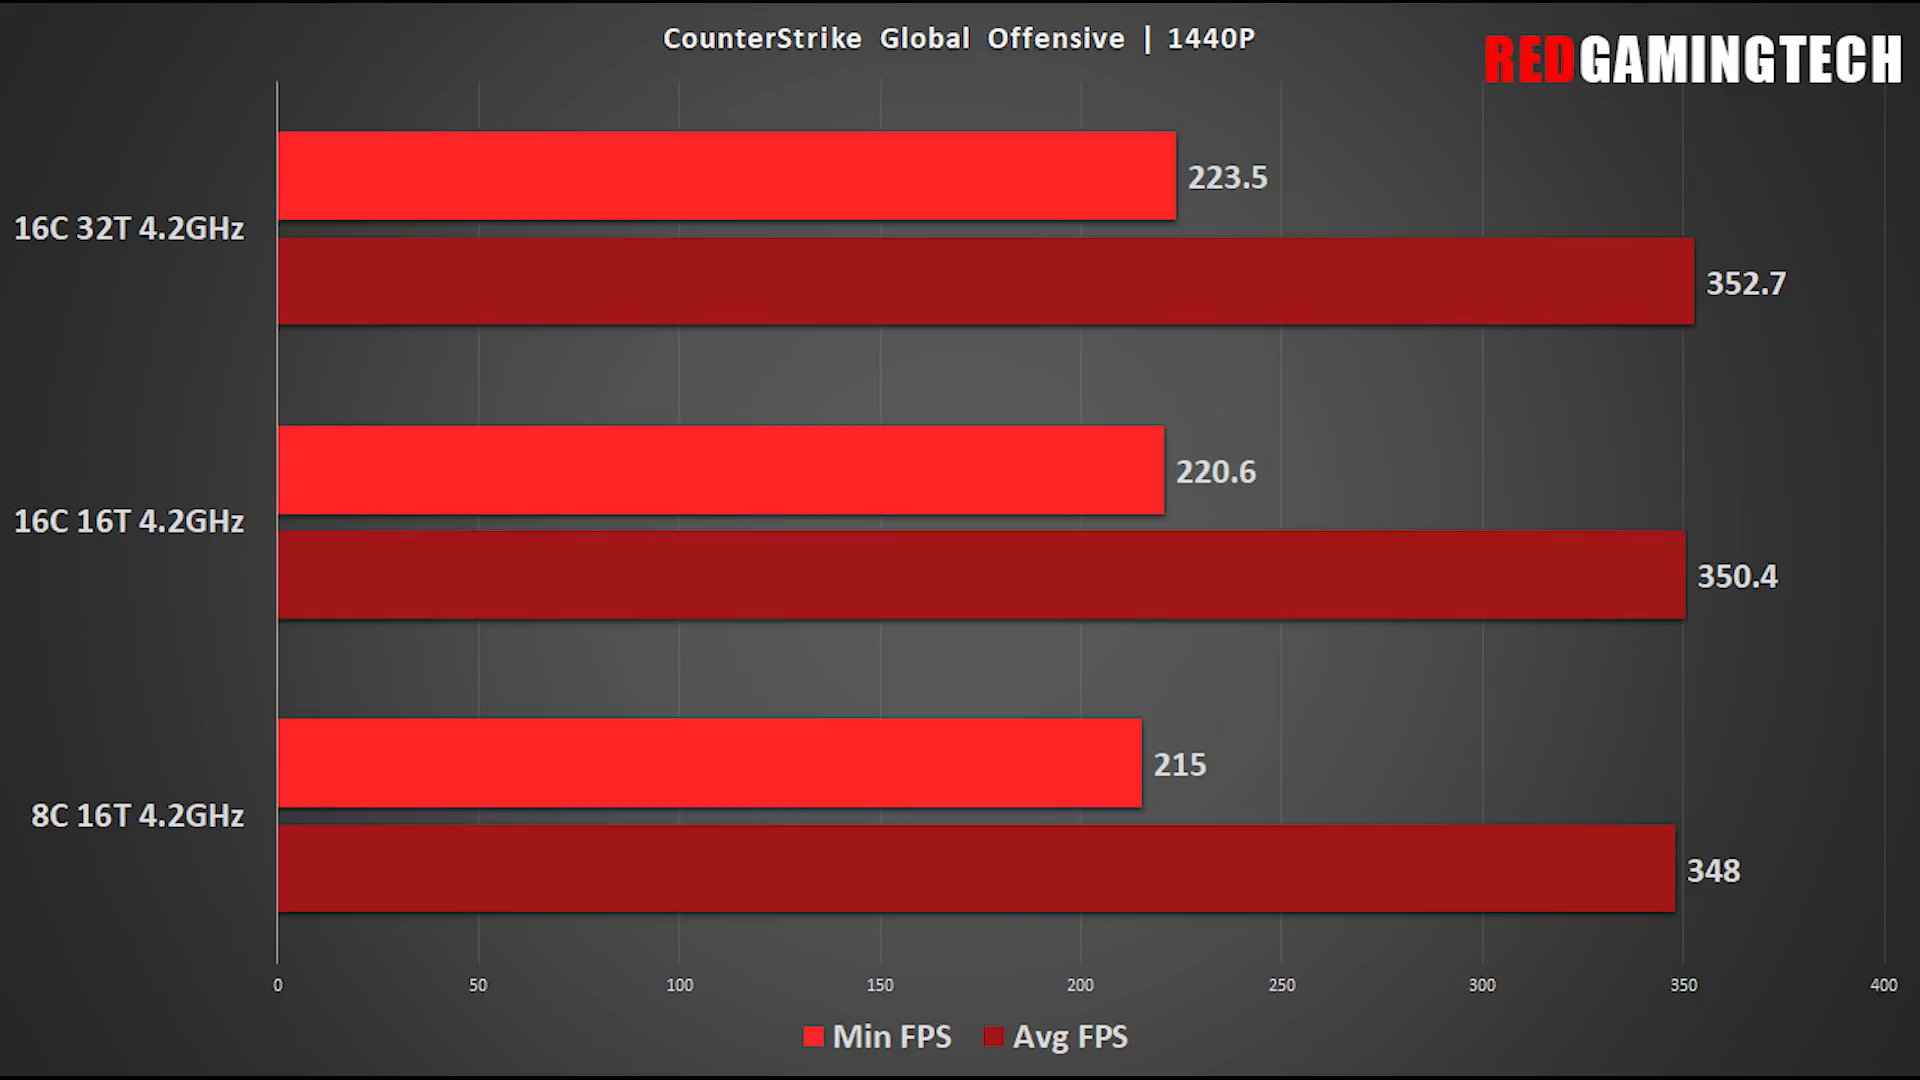 CounterStrike Global Offensive | 1440P
REDGAMINGTECH
16C 32T 4.2GHz
223.5
352.7
16C 16T 4.2GHz
220.6
350.4
8C 16T 4.2GHz
215
348
0 50 100 150 200 250 300 350 400
Min FPS Avg FPS